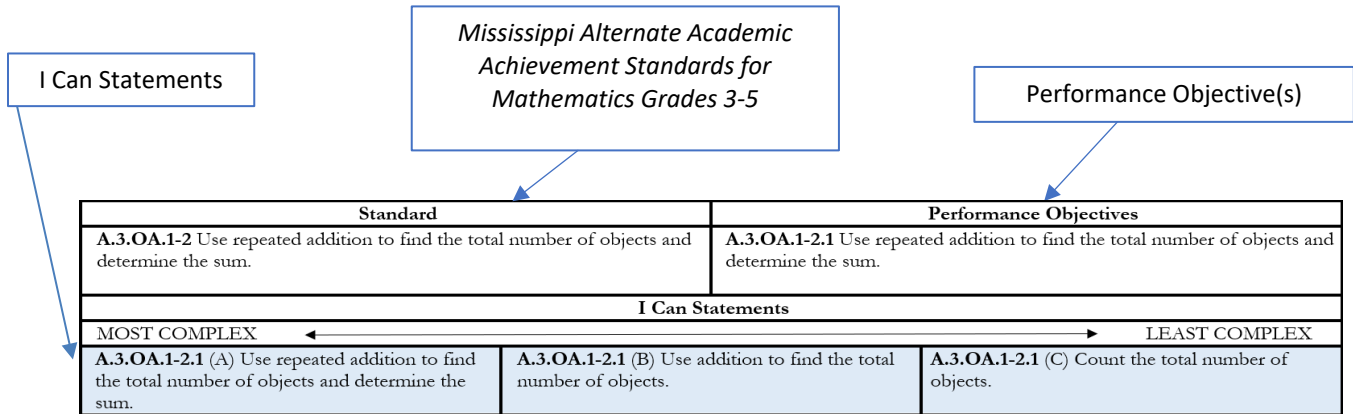 Mississippi Alternate Academic
Achievement Standards for
Mathematics Grades 3-5
I Can Statements
Performance Objective(s)
Standard
Performance Objectives
A.3.OA.1-2 Use repeated addition to find the total number of objects and
determine the sum.
A.3.OA.1-2.1 Use repeated addition to find the total number of objects and
determine the sum.
I Can Statements
MOST COMPLEX
LEAST COMPLEX
A.3.OA.1-2.1 (A) Use repeated addition to find
the total number of objects and determine the
sum.
A.3.OA.1-2.1 (B) Use addition to find the total
number of objects.
A.3.OA.1-2.1 (C) Count the total number of
objects.